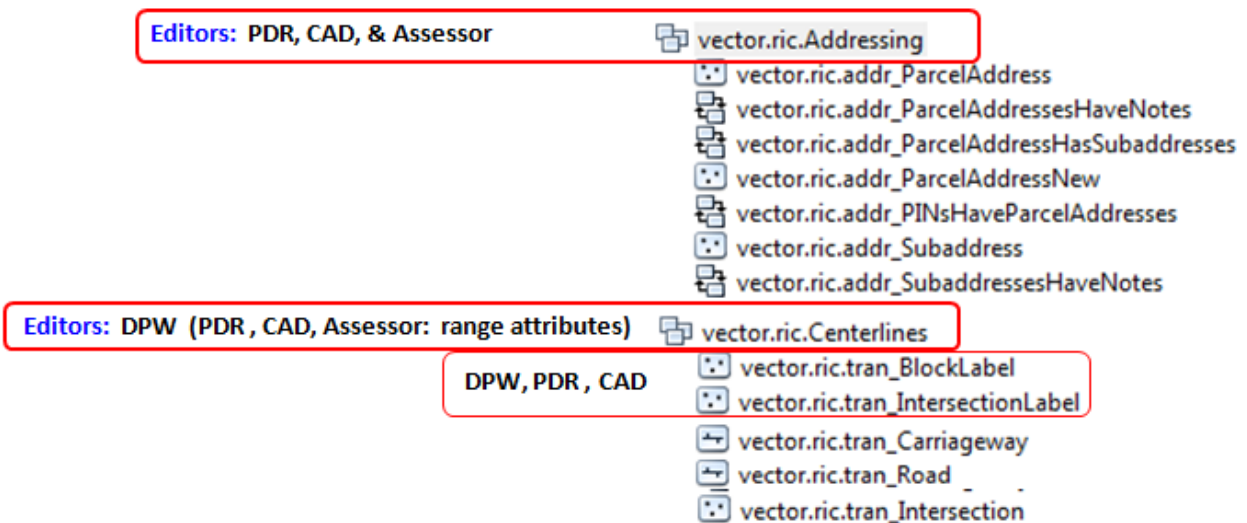 Editors: PDR, CAD, & Assessor vector.ric.Addressing
vector.ric.addr_ParcelAddress
vector.ric.addr_ParcelAddressesHaveNotes
vector.ric.addr_ParcelAddressHasSubaddresses
vector.ric.addr_ParcelAddressNew
vector.ric.addr_PINsHaveParcelAddresses
vector.ric.addr_Subaddress
vector.ric.addr_SubaddressesHaveNotes
Editors: DPW (PDR , CAD, Assessor: range attributes) vector.ric.Centerlines
DPW, PDR , CAD
vector.ric.tran_BlockLabel
vector.ric.tran_IntersectionLabel
vector.ric.tran_Carriageway
vector.ric.tran_Road
vector.ric.tran_Intersection